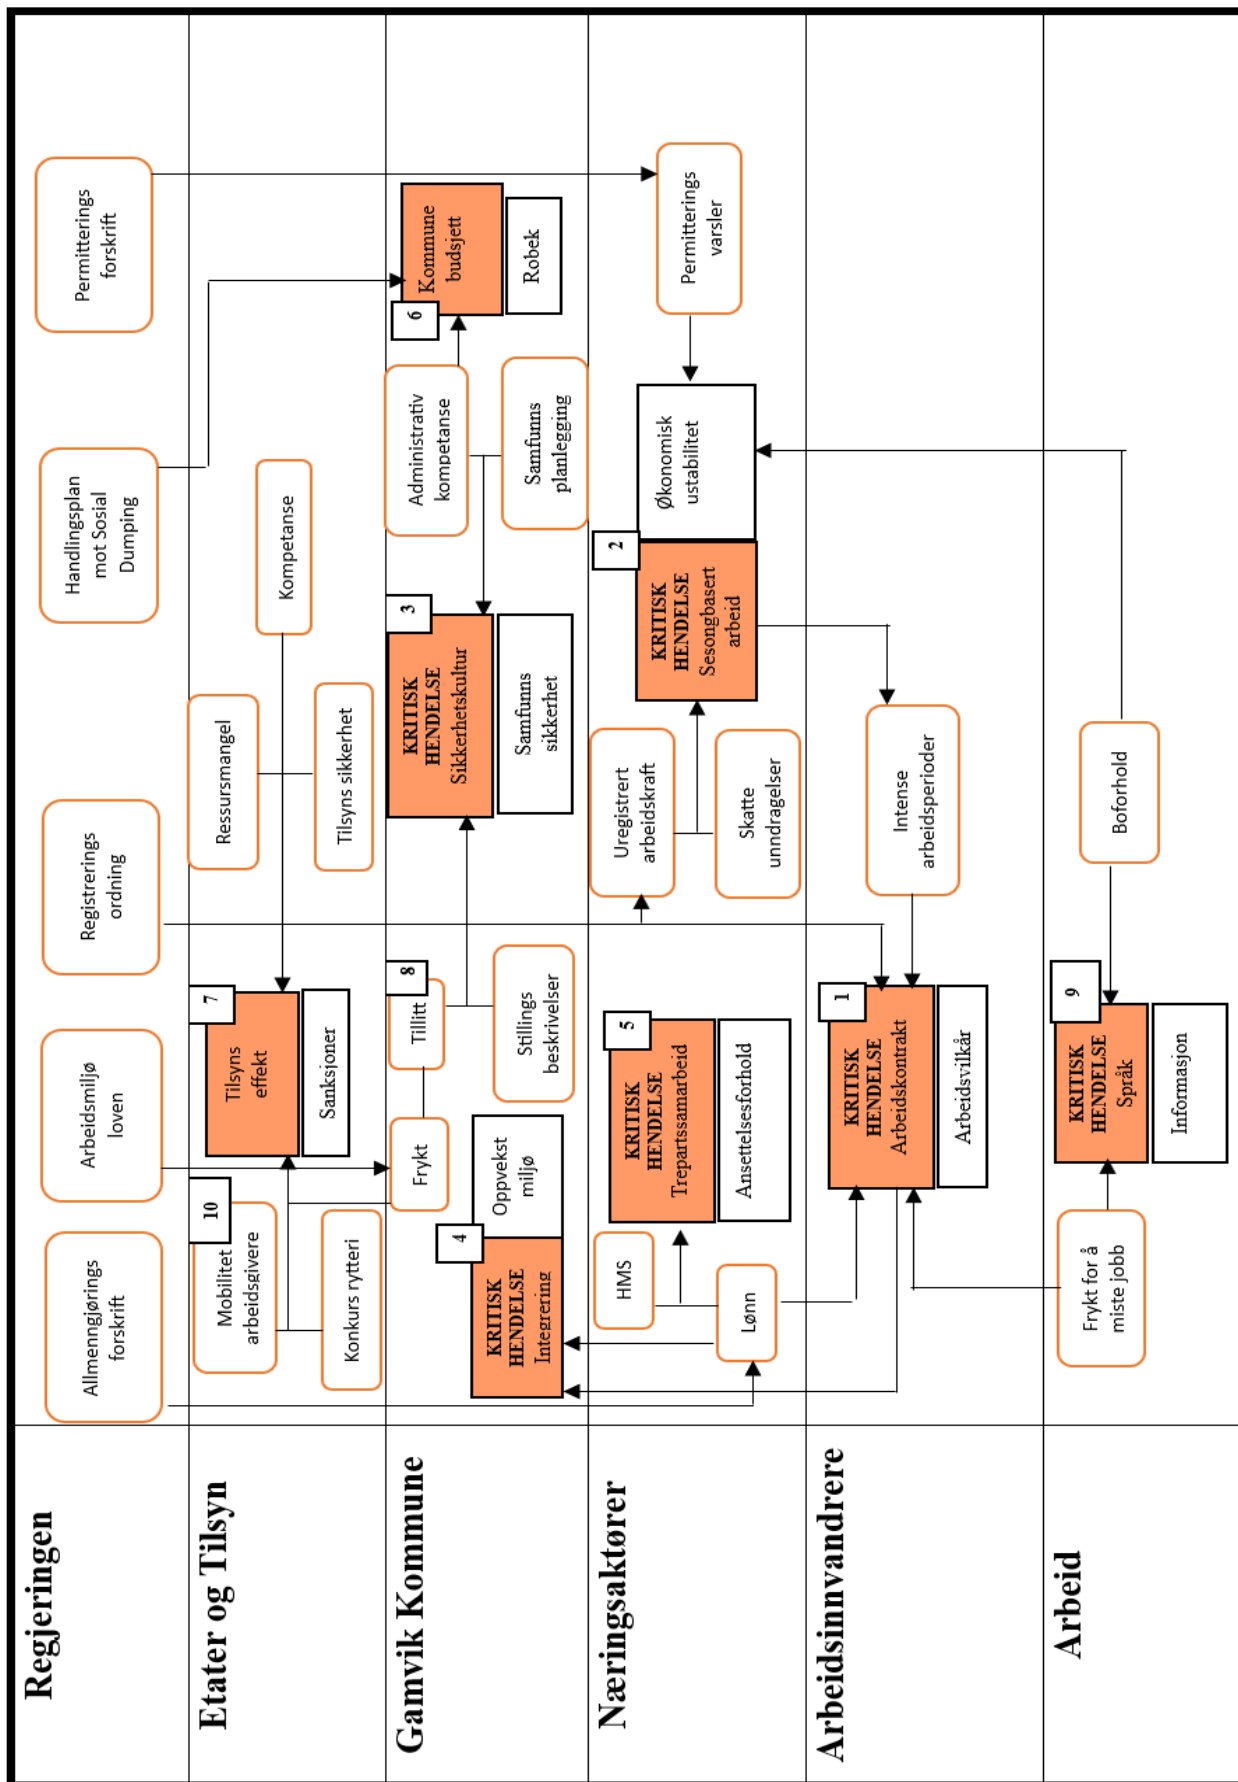 Regjeringen
Allmenngjørings
forskrift
Arbeidsmiljø
loven
Registrerings
ordning
Handlingsplan
mot Sosial
Dumping
Permitterings
forskrift
Etater og Tilsyn
10
Mobilitet
arbeidsgivere
Konkurs rytteri
7
Tilsyns
effekt
Sanksjoner
Ressursmangel
Tilsyns sikkerhet
Kompetanse
Gamvik Kommune
4
KRITISK
HENDELSE
Integrering
Oppvekst
miljø
Frykt
8
Tillitt
Stillings
beskrivelser
3
KRITISK
HENDELSE
Sikkerhetskultur
Samfunns
sikkerhet
Administrativ
kompetanse
Samfunns
planlegging
6
Kommune
budsjett
Robek
Næringsaktører
HMS
Lønn
5
KRITISK
HENDELSE
Trepartssamarbeid
Ansettelsesforhold
Uregistrert
arbeidskraft
Skatte
unndragelser
2
KRITISK
HENDELSE
Sesongbasert
arbeid
Økonomisk
ustabilitet
Permitterings
varsler
Arbeidsinnvandrere
1
KRITISK
HENDELSE
Arbeidskontrakt
Arbeidsvilkår
Intense
arbeidsperioder
Arbeid
Frykt for å
miste jobb
9
KRITISK
HENDELSE
Språk
Informasjon
Boforhold